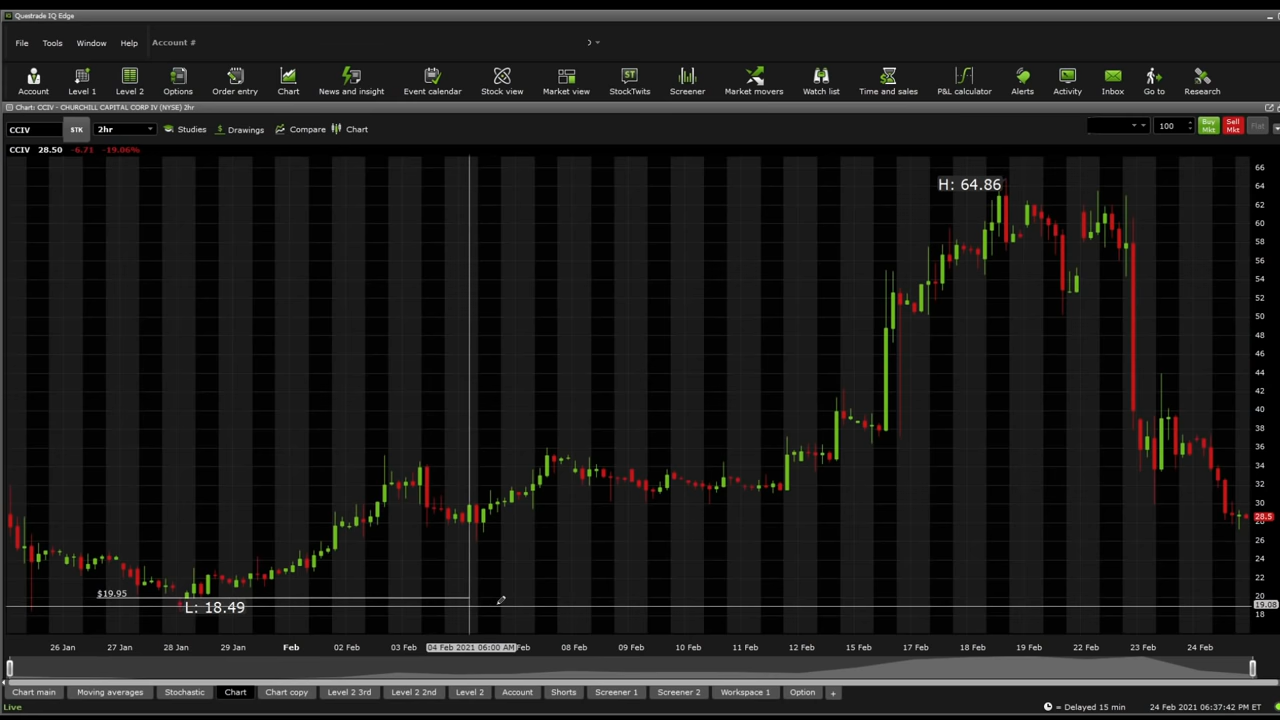 Questrade IQ Edge
File Tools Window Help Account #
Account Level 1 Level 2 Options Order entry Chart News and insight Event calendar Stock view Market view StockTwits Screener Market movers Watch list Time and sales P&L calculator Alerts Activity Inbox Go to Research
Chart: CCIV - CHURCHILL CAPITAL CORP IV (NYSE) 2hr
CCIV STK 2hr Studies Drawings Compare Chart 100 Buy Mkt Sell Mkt Flat
CCIV 28.50 -6.71 -19.06%
66
H: 64.86
64
62
60
58
56
54
52
50
48
46
44
42
40
38
36
34
32
30
28.5
28
26
24
22
$19.95
20
L: 18.49
19.08
18
26 Jan 27 Jan 28 Jan 29 Jan Feb 02 Feb 03 Feb 04 Feb 2021 06:00 AM Feb 08 Feb 09 Feb 10 Feb 11 Feb 12 Feb 15 Feb 17 Feb 18 Feb 19 Feb 22 Feb 23 Feb 24 Feb
Chart main Moving averages Stochastic Chart Chart copy Level 2 3rd Level 2 2nd Level 2 Account Shorts Screener 1 Screener 2 Workspace 1 Option +
Live = Delayed 15 min 24 Feb 2021 06:37:42 PM ET